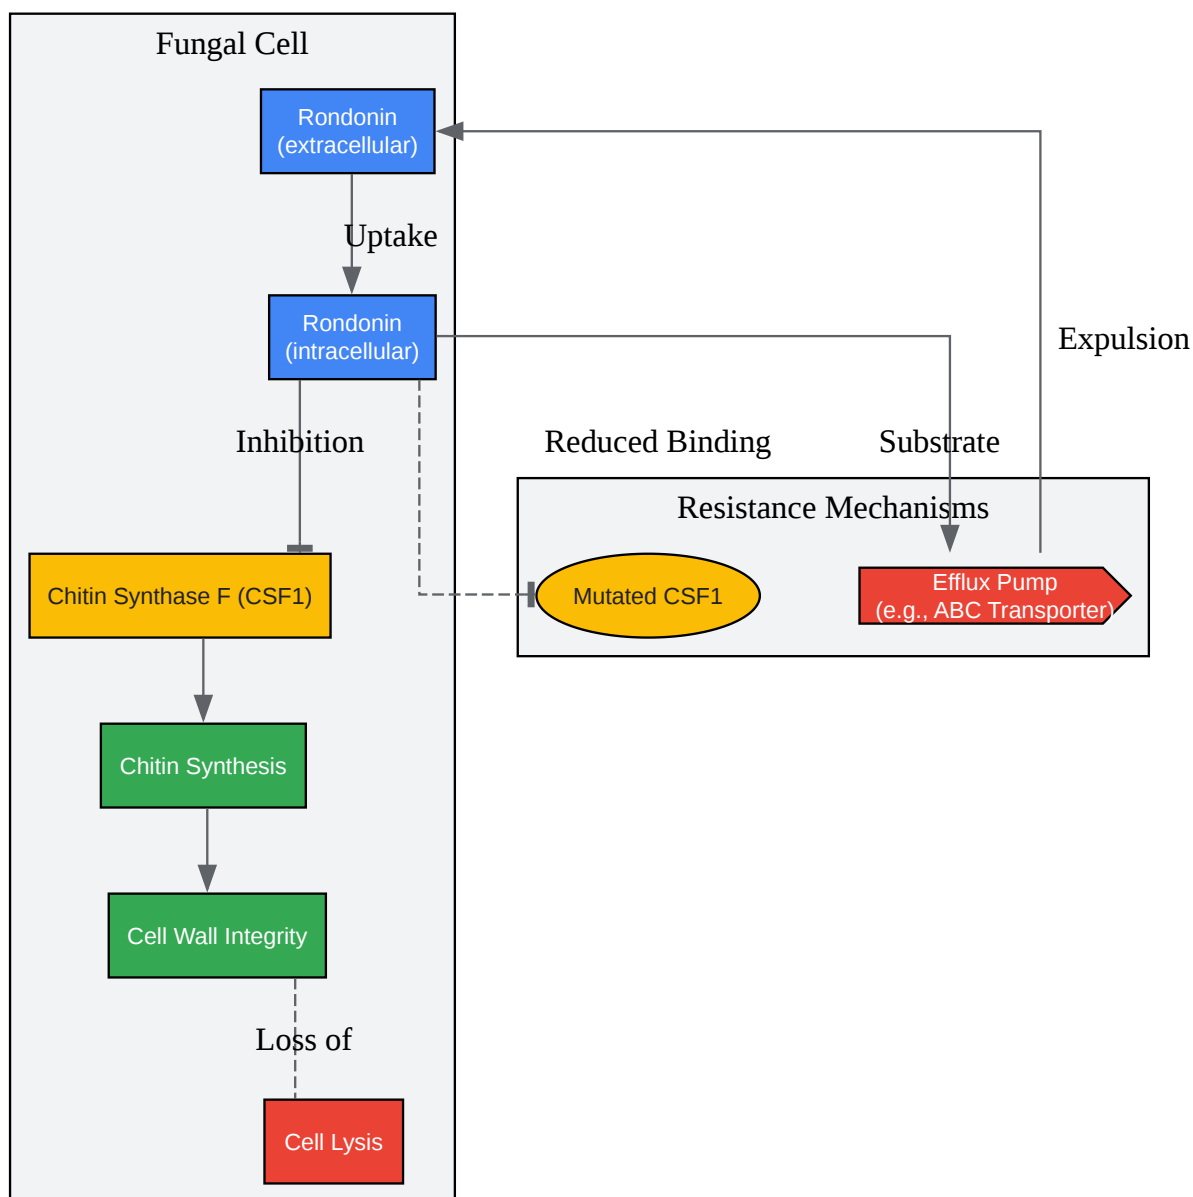 Fungal Cell
Rondonin
(extracellular)
Uptake
Rondonin
(intracellular)
Expulsion
Inhibition
Reduced Binding
Substrate
Resistance Mechanisms
Chitin Synthase F (CSF1)
Mutated CSF1
Efflux Pump
(e.g., ABC Transporter)
Chitin Synthesis
Cell Wall Integrity
Loss of
Cell Lysis